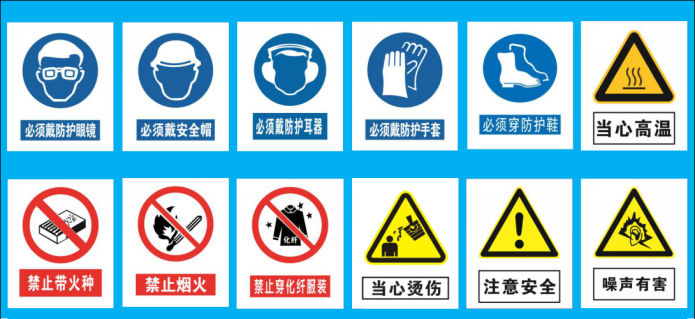 必须戴防护眼镜
必须戴安全帽
必须戴防护耳器
必须戴防护手套
必须穿防护鞋
当心高温
化纤
禁止带火种
禁止烟火
禁止穿化纤服装
当心烫伤
注意安全
噪声有害